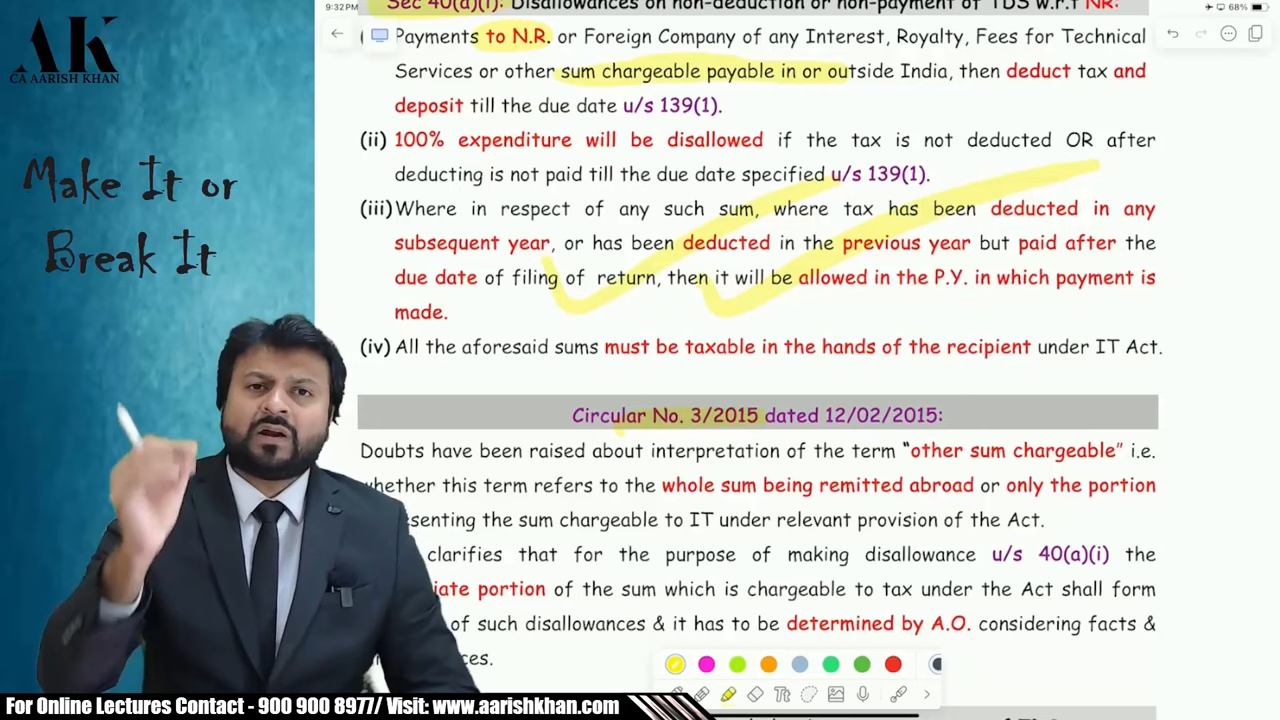 9:32 PM
68%
Sec 40(a)(i): Disallowances on non-deduction or non-payment of TDS w.r.t NR:
AK
CA AARISH KHAN
Make It or
Break It
Payments to N.R. or Foreign Company of any Interest, Royalty, Fees for Technical
Services or other sum chargeable payable in or outside India, then deduct tax and
deposit till the due date u/s 139(1).
(ii) 100% expenditure will be disallowed if the tax is not deducted OR after
deducting is not paid till the due date specified u/s 139(1).
(iii) Where in respect of any such sum, where tax has been deducted in any
subsequent year, or has been deducted in the previous year but paid after the
due date of filing of return, then it will be allowed in the P.Y. in which payment is
made.
(iv) All the aforesaid sums must be taxable in the hands of the recipient under IT Act.
Circular No. 3/2015 dated 12/02/2015:
Doubts have been raised about interpretation of the term “other sum chargeable” i.e.
whether this term refers to the whole sum being remitted abroad or only the portion
the sum chargeable to IT under relevant provision of the Act.
clarifies that for the purpose of making disallowance u/s 40(a)(i) the
portion of the sum which is chargeable to tax under the Act shall form
of such disallowances & it has to be determined by A.O. considering facts &
Tt
For Online Lectures Contact - 900 900 8977/ Visit: www.aarishkhan.com